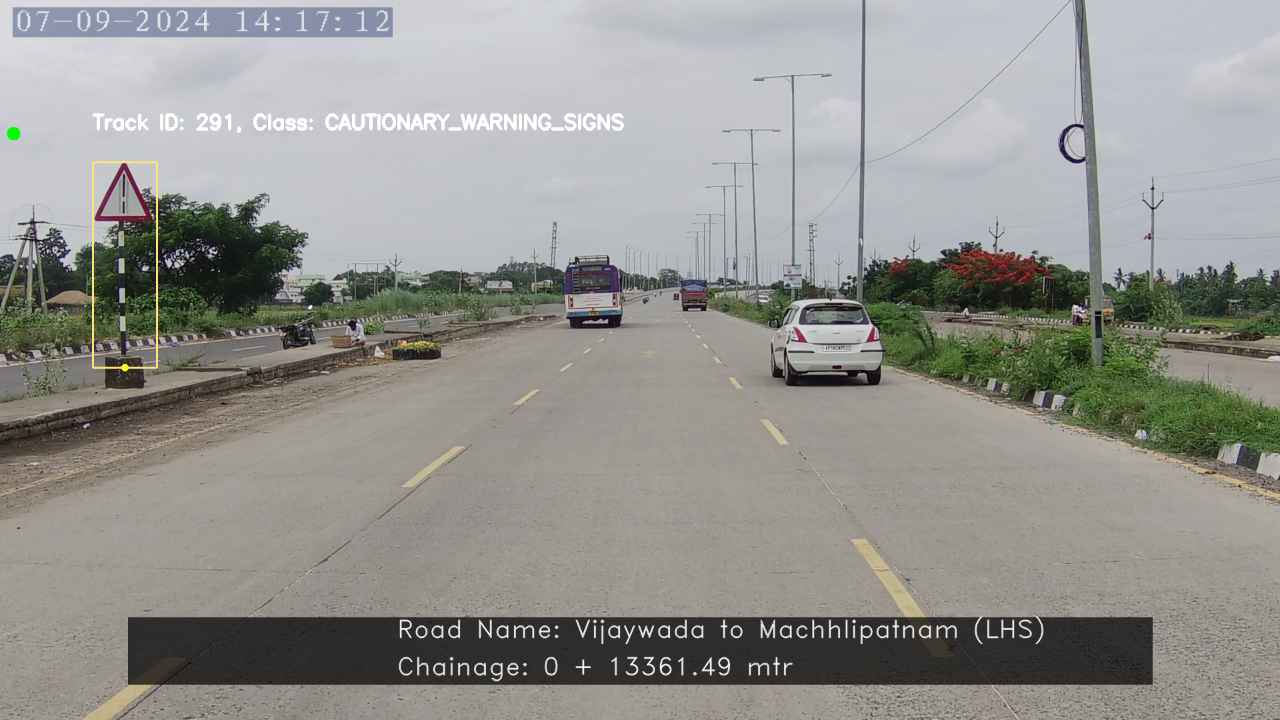 07-09-2024 14:17:12
Track ID: 291, Class: CAUTIONARY_WARNING_SIGNS
Road Name: Vijaywada to Machhlipatnam (LHS)
Chainage: 0 + 13361.49 mtr